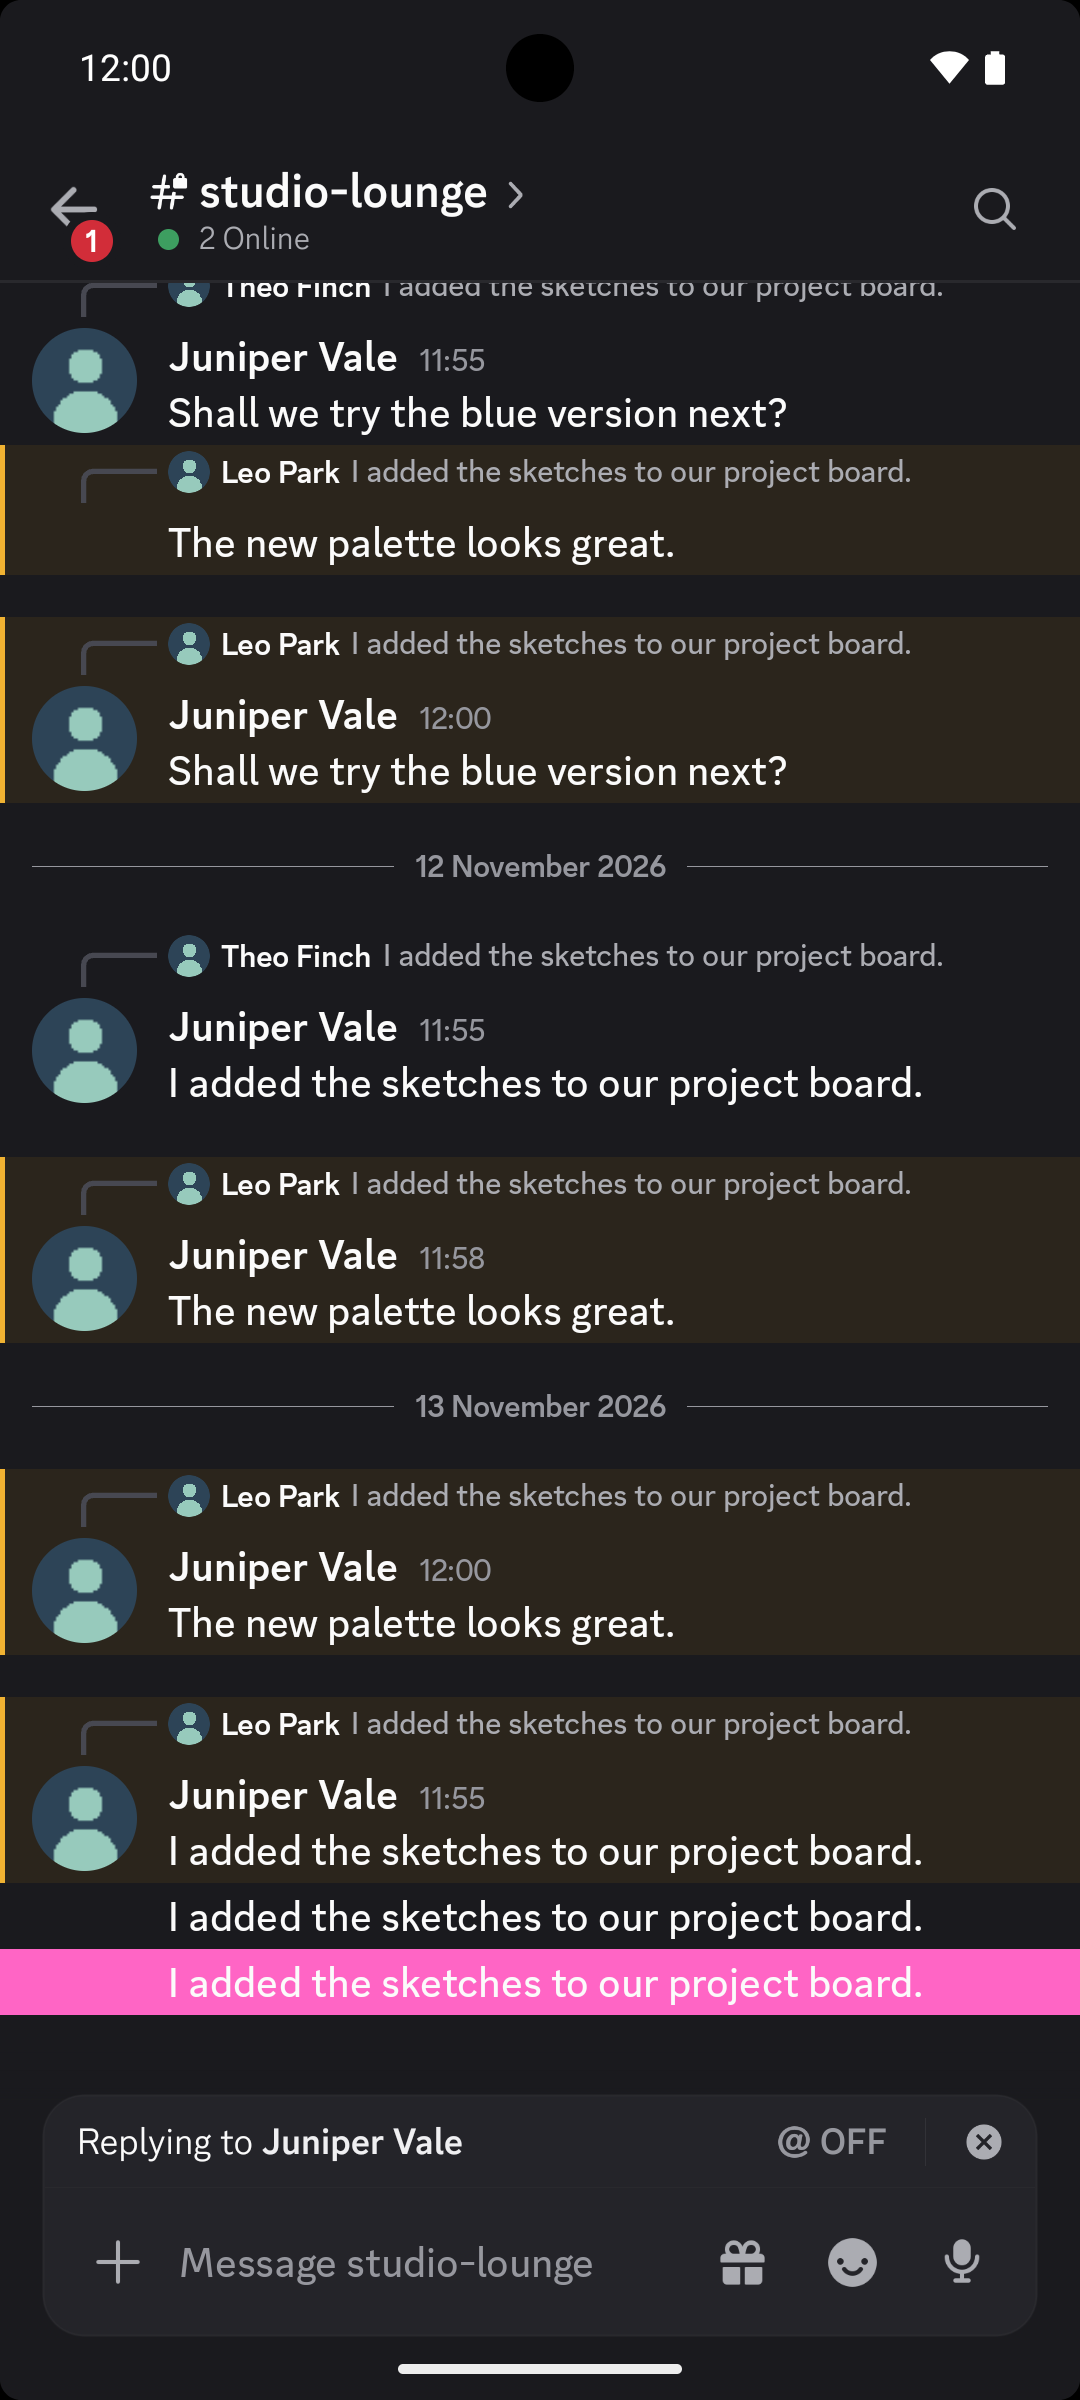 12:00
studio-lounge
1
2 Online
Theo Finch I added the sketches to our project board.
Juniper Vale 11:55
Shall we try the blue version next?
Leo Park I added the sketches to our project board.
The new palette looks great.
Leo Park I added the sketches to our project board.
Juniper Vale 12:00
Shall we try the blue version next?
12 November 2026
Theo Finch I added the sketches to our project board.
Juniper Vale 11:55
I added the sketches to our project board.
Leo Park I added the sketches to our project board.
Juniper Vale 11:58
The new palette looks great.
13 November 2026
Leo Park I added the sketches to our project board.
Juniper Vale 12:00
The new palette looks great.
Leo Park I added the sketches to our project board.
Juniper Vale 11:55
I added the sketches to our project board.
I added the sketches to our project board.
I added the sketches to our project board.
Replying to Juniper Vale @ OFF
Message studio-lounge